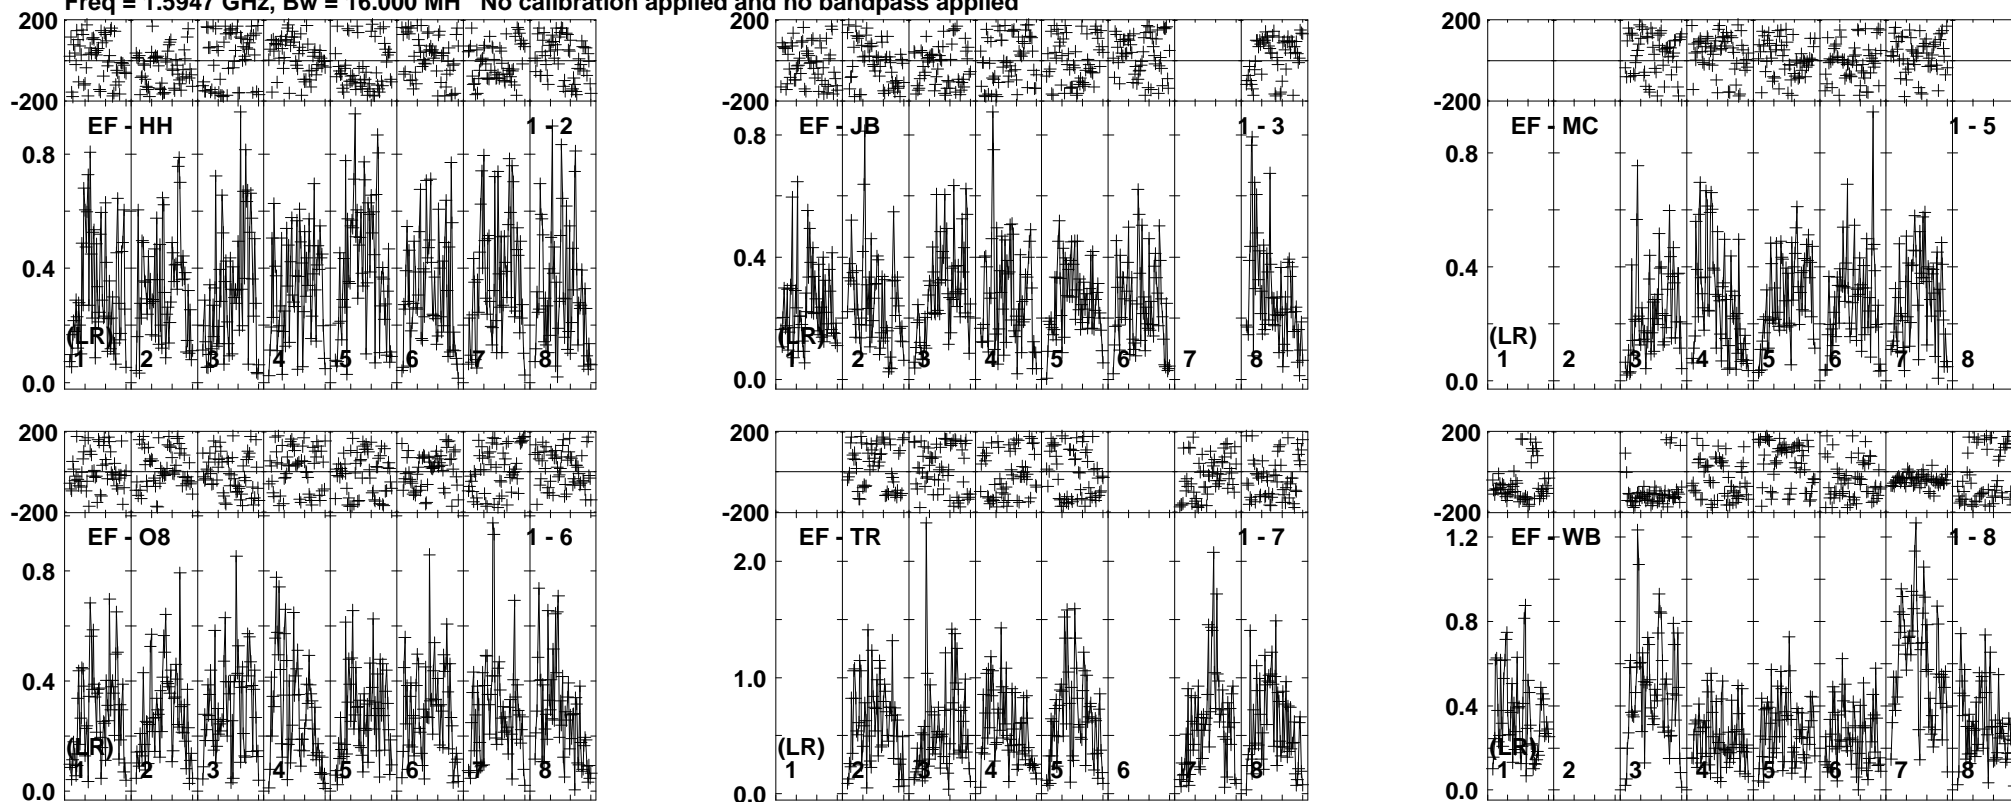 Freq = 1.5947 GHz, Bw = 16.000 MH No calibration applied and no bandpass applied
200
-200
EF - HH 1 - 2
0.8
0.4
(LR)
0.0
1 2 3 4 5 6 7 8
200
-200
EF - JB 1 - 3
0.8
0.4
(LR)
0.0
1 2 3 4 5 6 7 8
200
-200
EF - MC 1 - 5
0.8
0.4
(LR)
0.0
1 2 3 4 5 6 7 8
200
-200
EF - O8 1 - 6
0.8
0.4
(LR)
0.0
1 2 3 4 5 6 7 8
200
-200
EF - TR 1 - 7
2.0
1.0
(LR)
0.0
1 2 3 4 5 6 7 8
200
-200
EF - WB 1 - 8
1.2
0.8
0.4
(LR)
0.0
1 2 3 4 5 6 7 8